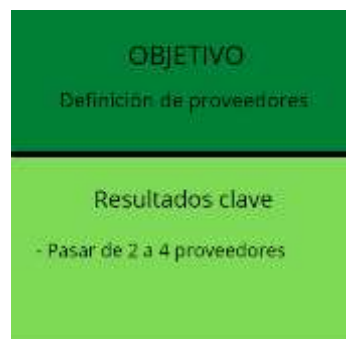 OBJETIVO
Definición de proveedores
Resultados clave
- Pasar de 2 a 4 proveedores